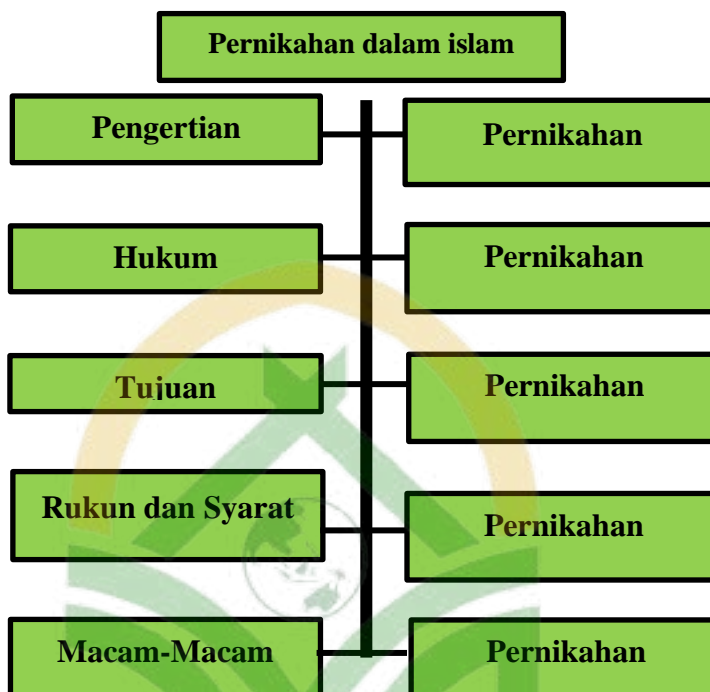 Pernikahan dalam islam
Pengertian
Pernikahan
Hukum
Pernikahan
Tujuan
Pernikahan
Rukun dan Syarat
Pernikahan
Macam-Macam
Pernikahan